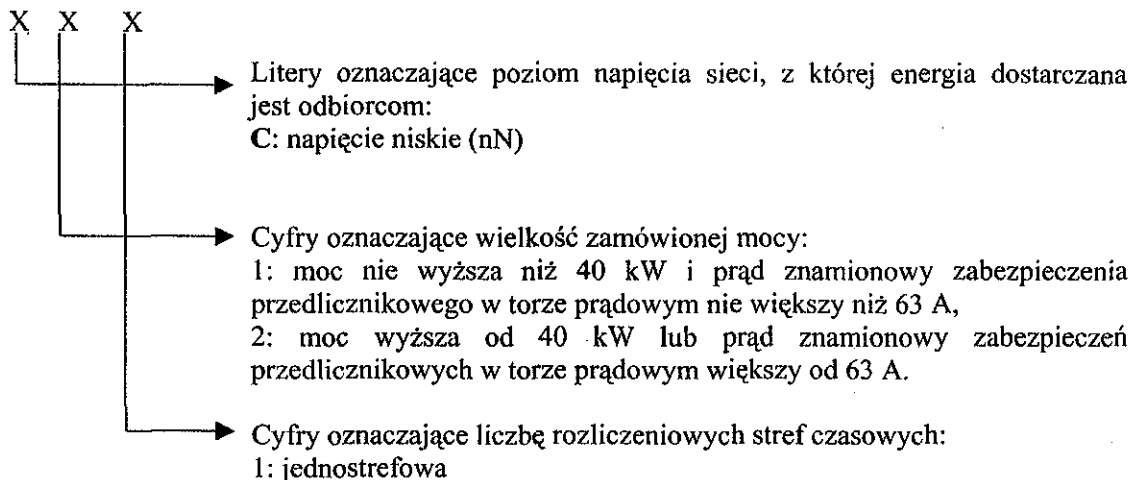 X X X
Litery oznaczające poziom napięcia sieci, z której energia dostarczana
jest odbiorcom:
C: napięcie niskie (nN)
Cyfry oznaczające wielkość zamówionej mocy:
1: moc nie wyższa niż 40 kW i prąd znamionowy zabezpieczenia
przedlicznikowego w torze prądowym nie większy niż 63 A,
2: moc wyższa od 40 kW lub prąd znamionowy zabezpieczeń
przedlicznikowych w torze prądowym większy od 63 A.
Cyfry oznaczające liczbę rozliczeniowych stref czasowych:
1: jednostrefowa